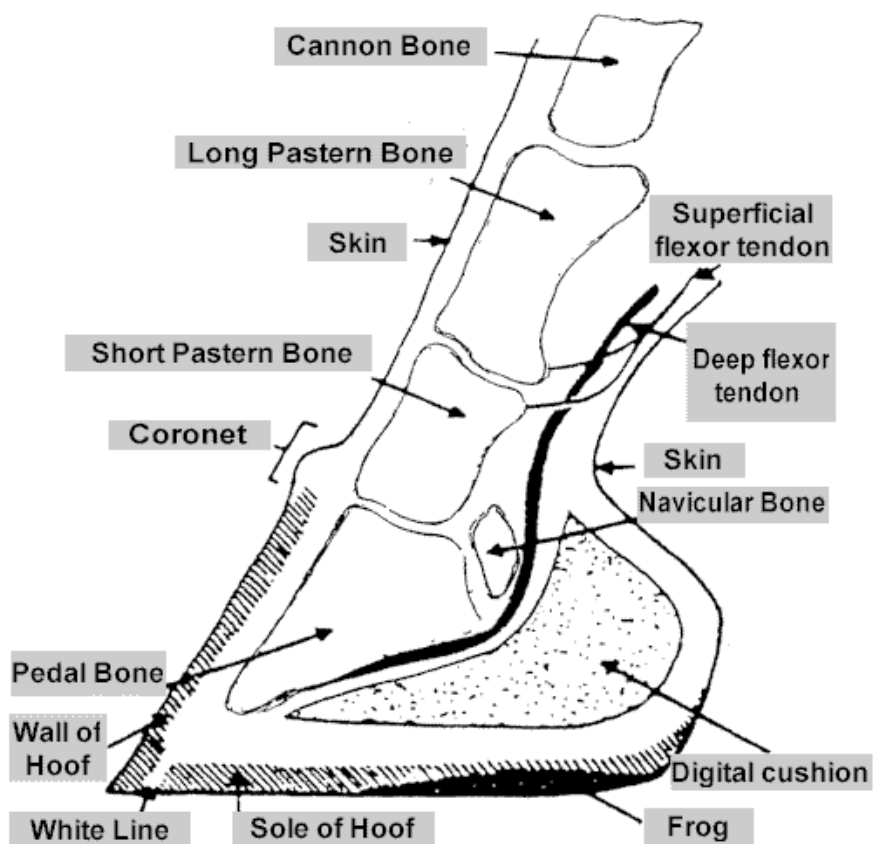 Cannon Bone
Long Pastern Bone
Superficial
flexor tendon
Skin
Short Pastern Bone
Deep flexor
tendon
Coronet
Skin
Navicular Bone
Pedal Bone
Wall of
Hoof
Digital cushion
White Line
Sole of Hoof
Frog